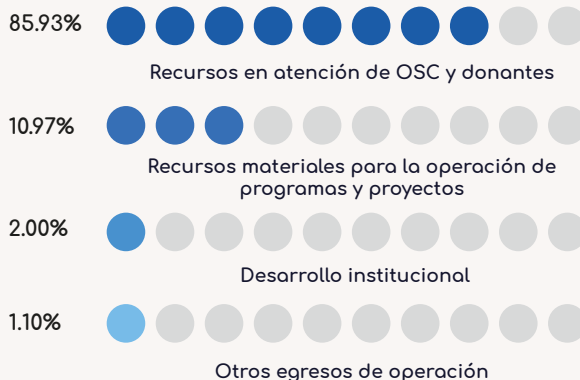 85.93%
Recursos en atención de OSC y donantes
10.97%
Recursos materiales para la operación de
programas y proyectos
2.00%
Desarrollo institucional
1.10%
Otros egresos de operación